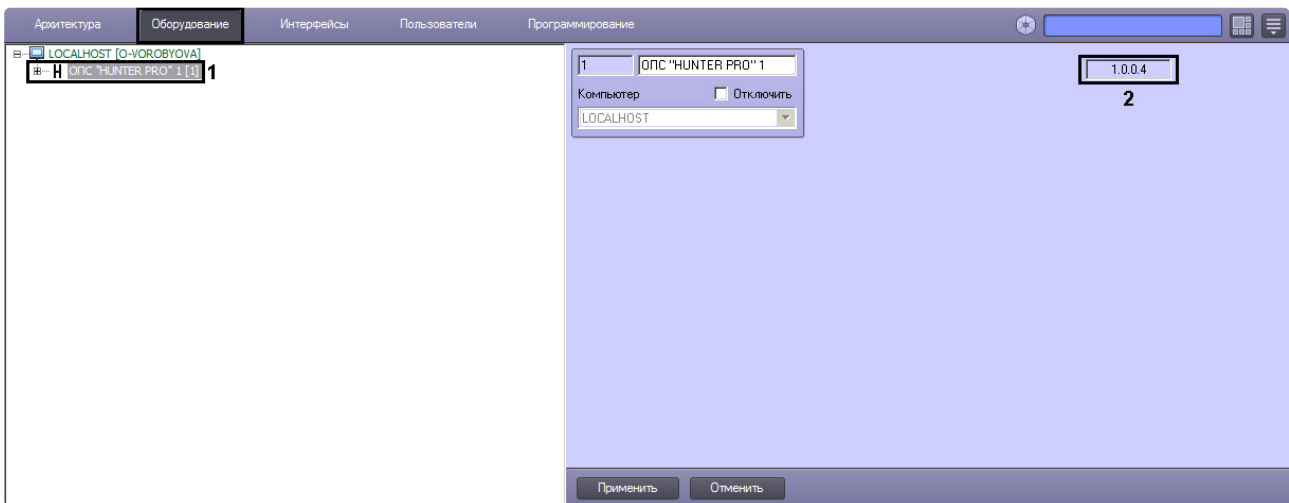 Архитектура Оборудование Интерфейсы Пользователи Программирование
LOCALHOST [O-VOROBYOVA]
ОПС "HUNTER PRO" 1 [1] 1
1 ОПС "HUNTER PRO" 1
Компьютер Отключить
LOCALHOST
1.0.0.4
2
Применить Отменить